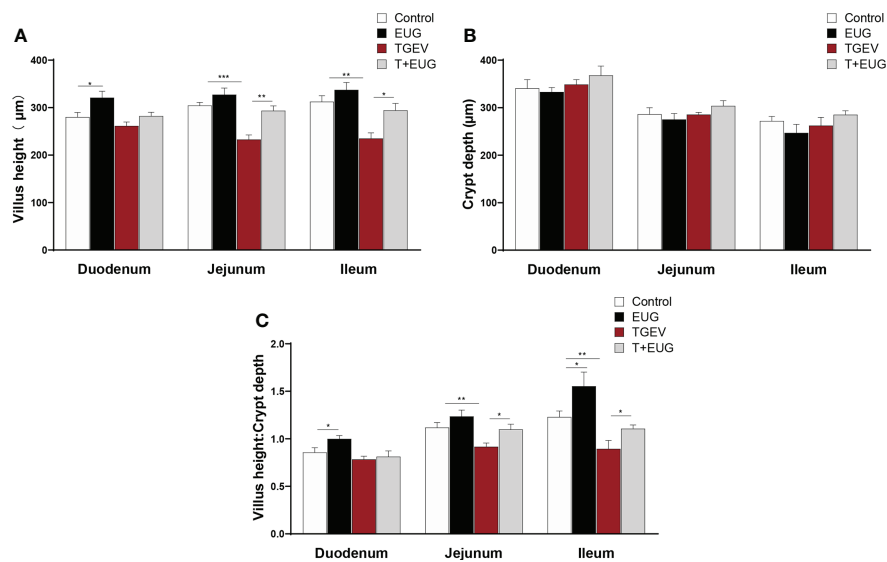 A
Control
EUG
TGEV
T+EUG
Villus height ( μm)
400
300
200
100
0
*
***
**
**
*
Duodenum
Jejunum
Ileum
B
Control
EUG
TGEV
T+EUG
Crypt depth (μm)
400
300
200
100
0
Duodenum
Jejunum
Ileum
C
Control
EUG
TGEV
T+EUG
Villus height:Crypt depth
2.0
1.5
1.0
0.5
0.0
*
**
*
**
*
*
Duodenum
Jejunum
Ileum